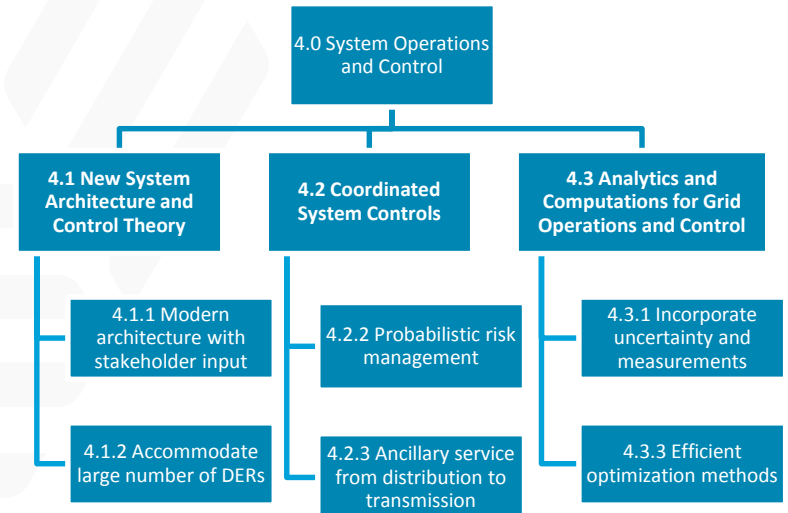 4.0 System Operations
and Control
4.1 New System
Architecture and
Control Theory
4.2 Coordinated
System Controls
4.3 Analytics and
Computations for Grid
Operations and Control
4.1.1 Modern
architecture with
stakeholder input
4.2.2 Probabilistic risk
management
4.3.1 Incorporate
uncertainty and
measurements
4.1.2 Accommodate
large number of DERs
4.2.3 Ancillary service
from distribution to
transmission
4.3.3 Efficient
optimization methods